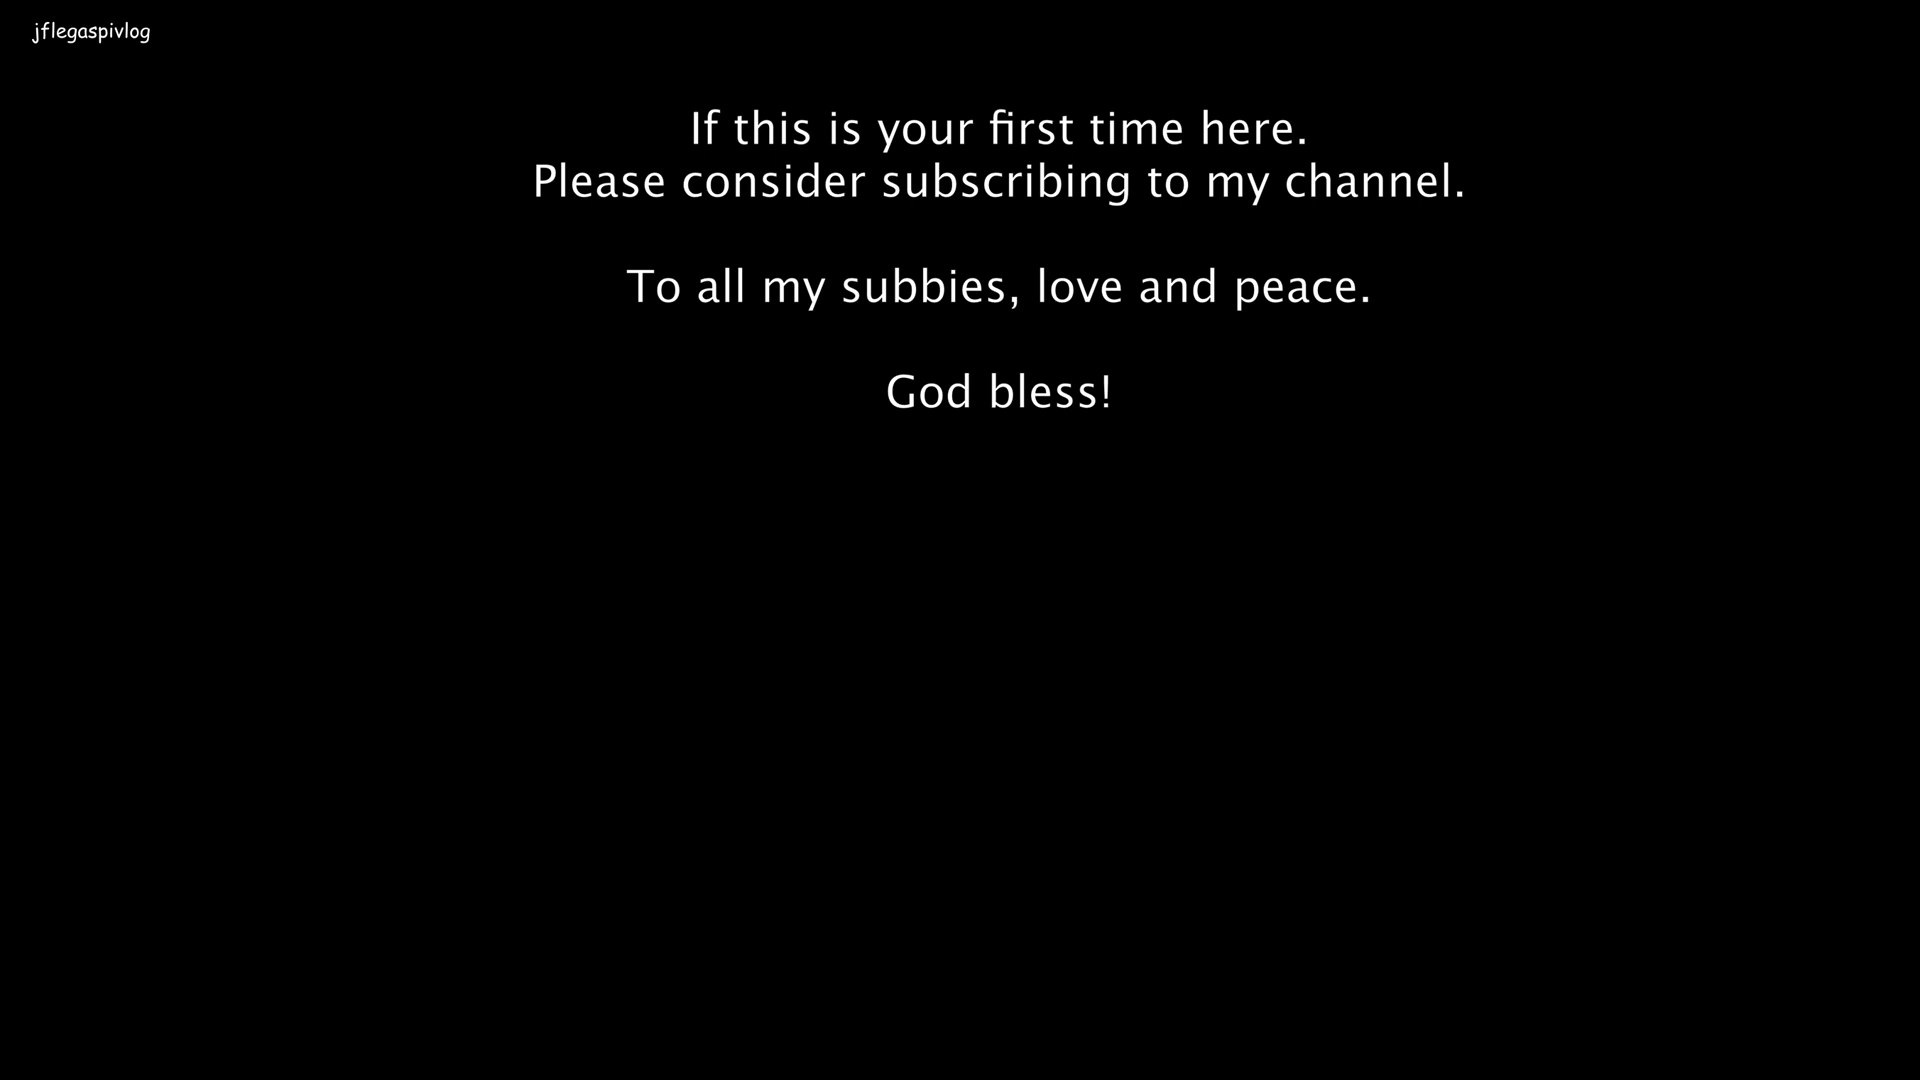 jflegaspivlog
If this is your first time here.
Please consider subscribing to my channel.
To all my subbies, love and peace.
God bless!